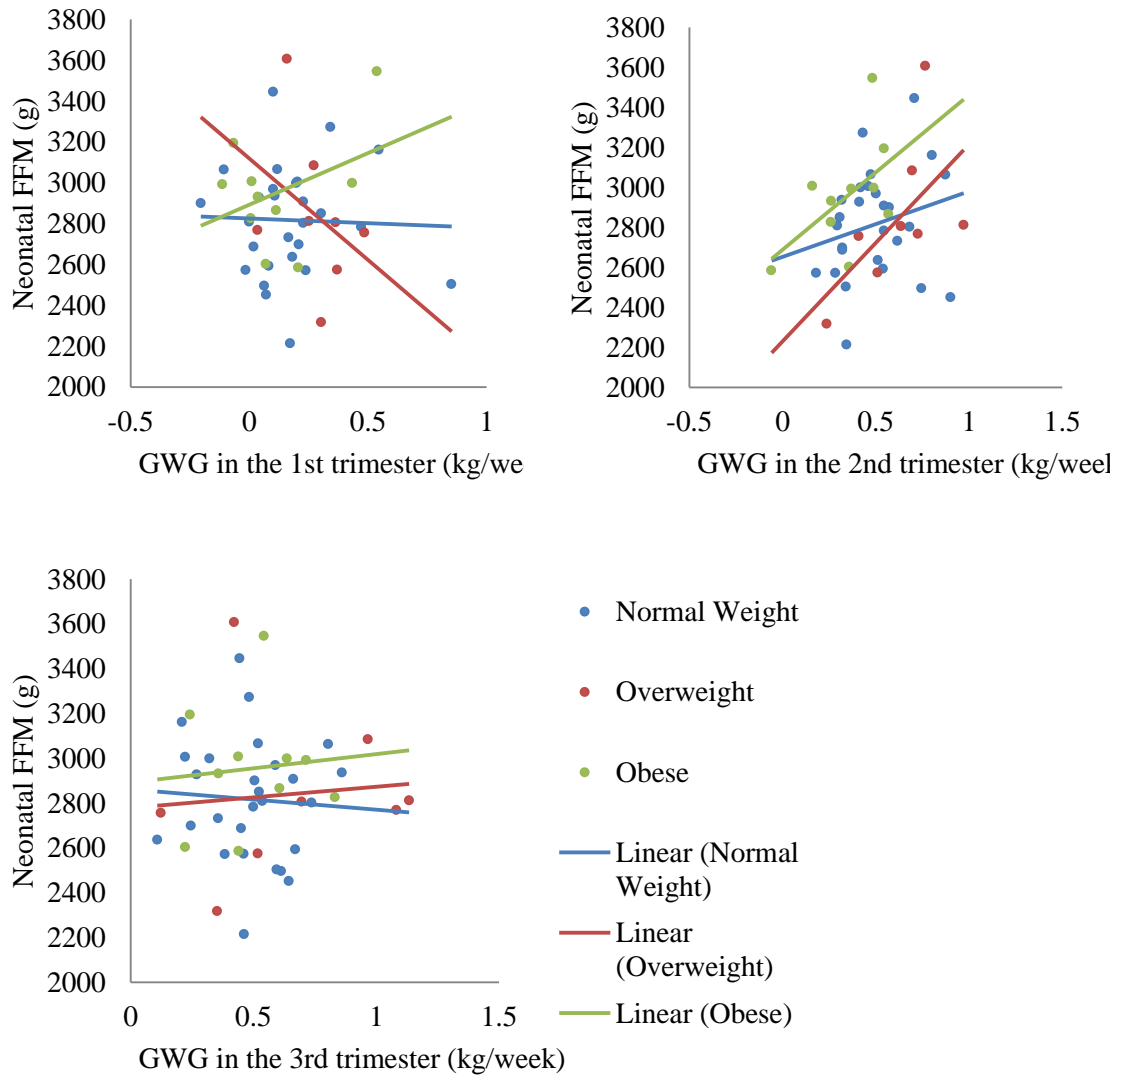 3800
3600
3400
3200
3000
2800
2600
2400
2200
2000
Neonatal FFM (g)
-0.5 0 0.5 1
GWG in the 1st trimester (kg/we
3800
3600
3400
3200
3000
2800
2600
2400
2200
2000
Neonatal FFM (g)
-0.5 0 0.5 1 1.5
GWG in the 2nd trimester (kg/week
3800
3600
3400
3200
3000
2800
2600
2400
2200
2000
Neonatal FFM (g)
0 0.5 1 1.5
GWG in the 3rd trimester (kg/week)
Normal Weight
Overweight
Obese
Linear (Normal
Weight)
Linear
(Overweight)
Linear (Obese)